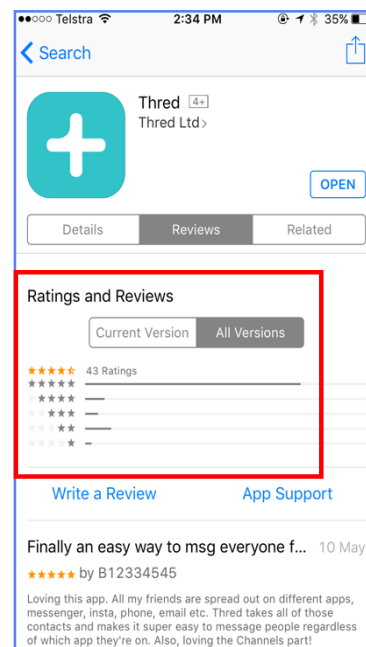 Telstra 2:34 PM 35%
Search
Thred 4+
Thred Ltd
OPEN
Details Reviews Related
Ratings and Reviews
Current Version All Versions
43 Ratings
Write a Review App Support
Finally an easy way to msg everyone f... 10 May
by B12334545
Loving this app. All my friends are spread out on different apps,
messenger, insta, phone, email etc. Thred takes all of those
contacts and makes it super easy to message people regardless
of which app they're on. Also, loving the Channels part!